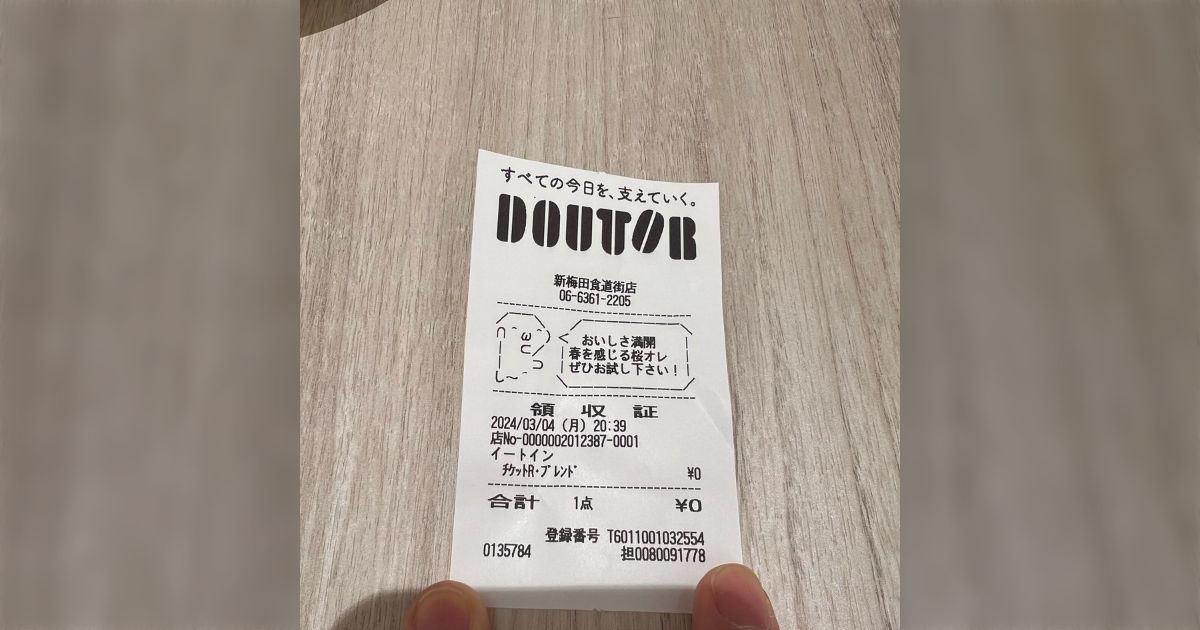 すべての今日を、支えていく。
DOUTOR
新梅田食道街店
06-6361-2205
おいしさ満開
春を感じる桜オレ
ぜひお試し下さい！
領収証
2024/03/04 (月) 20:39
店No-0000002012387-0001
イートイン
ﾁｹｯﾄR・ﾌﾞﾚﾝﾄﾞ ¥0
合計 1点 ¥0
登録番号 T6011001032554
0135784 担0080091778